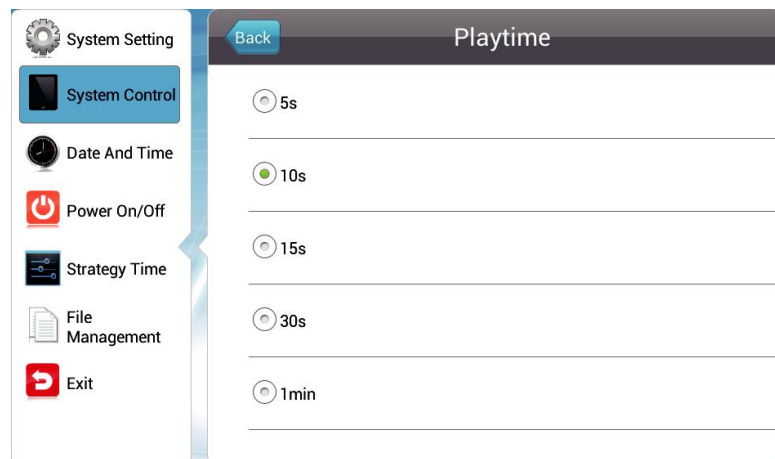 System Setting
System Control
Date And Time
Power On/Off
Strategy Time
File
Management
Exit
Back
Playtime
5s
10s
15s
30s
1min